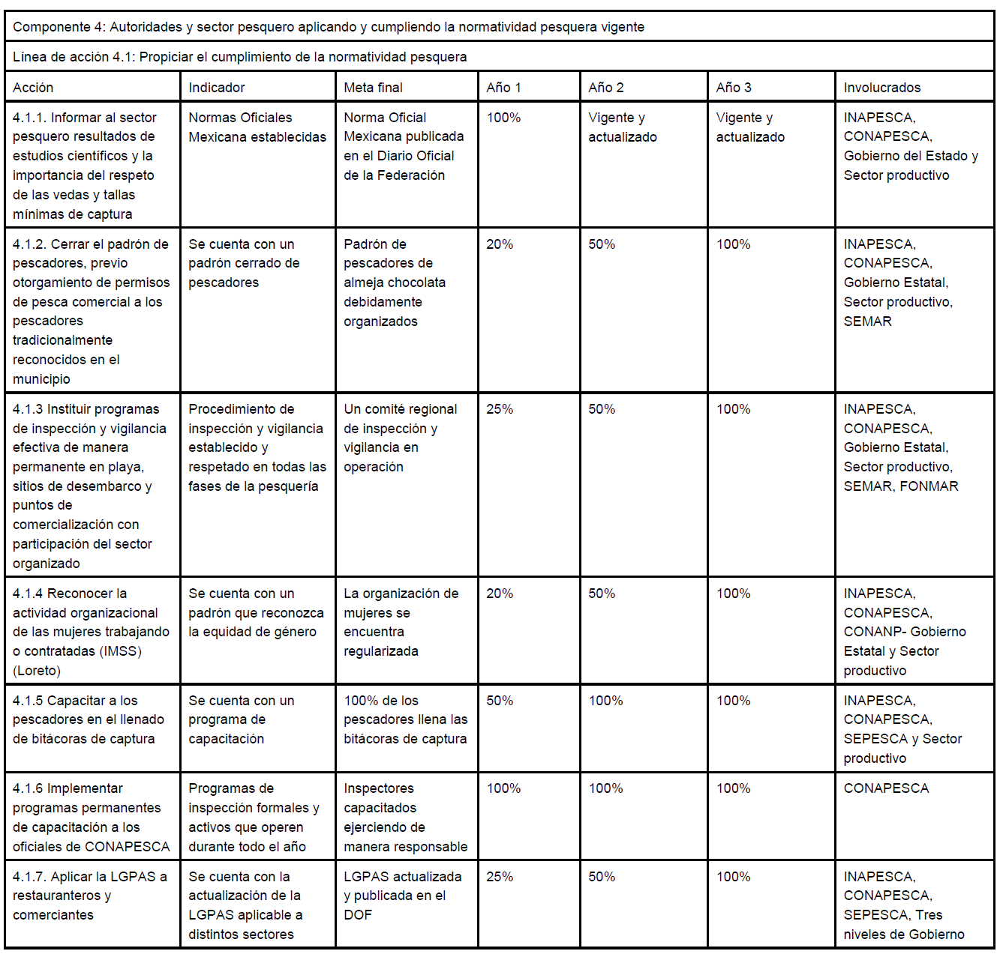 Componente 4: Autoridades y sector pesquero aplicando y cumpliendo la normatividad pesquera vigente
Línea de acción 4.1: Propiciar el cumplimiento de la normatividad pesquera
Acción
Indicador
Meta final
Año 1
Año 2
Año 3
Involucrados
4.1.1. Informar al sector
pesquero resultados de
estudios científicos y la
importancia del respeto
de las vedas y tallas
mínimas de captura
Normas Oficiales
Mexicana establecidas
Norma Oficial
Mexicana publicada
en el Diario Oficial
de la Federación
100%
Vigente y
actualizado
Vigente y
actualizado
INAPESCA,
CONAPESCA,
Gobierno del Estado y
Sector productivo
4.1.2. Cerrar el padrón de
pescadores, previo
otorgamiento de permisos
de pesca comercial a los
pescadores
tradicionalmente
reconocidos en el
municipio
Se cuenta con un
padrón cerrado de
pescadores
Padrón de
pescadores de
almeja chocolata
debidamente
organizados
20%
50%
100%
INAPESCA,
CONAPESCA,
Gobierno Estatal,
Sector productivo,
SEMAR
4.1.3 Instituir programas
de inspección y vigilancia
efectiva de manera
permanente en playa,
sitios de desembarco y
puntos de
comercialización con
participación del sector
organizado
Procedimiento de
inspección y vigilancia
establecido y
respetado en todas las
fases de la pesquería
Un comité regional
de inspección y
vigilancia en
operación
25%
50%
100%
INAPESCA,
CONAPESCA,
Gobierno Estatal,
Sector productivo,
SEMAR, FONMAR
4.1.4 Reconocer la
actividad organizacional
de las mujeres trabajando
o contratadas (IMSS)
(Loreto)
Se cuenta con un
padrón que reconozca
la equidad de género
La organización de
mujeres se
encuentra
regularizada
20%
50%
100%
INAPESCA,
CONAPESCA,
CONANP- Gobierno
Estatal y Sector
productivo
4.1.5 Capacitar a los
pescadores en el llenado
de bitácoras de captura
Se cuenta con un
programa de
capacitación
100% de los
pescadores llena las
bitácoras de captura
50%
100%
100%
INAPESCA,
CONAPESCA,
SEPESCA y Sector
productivo
4.1.6 Implementar
programas permanentes
de capacitación a los
oficiales de CONAPESCA
Programas de
inspección formales y
activos que operen
durante todo el año
Inspectores
capacitados
ejerciendo de
manera responsable
100%
100%
100%
CONAPESCA
4.1.7. Aplicar la LGPAS a
restauranteros y
comerciantes
Se cuenta con la
actualización de la
LGPAS aplicable a
distintos sectores
LGPAS actualizada
y publicada en el
DOF
25%
50%
100%
INAPESCA,
CONAPESCA,
SEPESCA, Tres
niveles de Gobierno